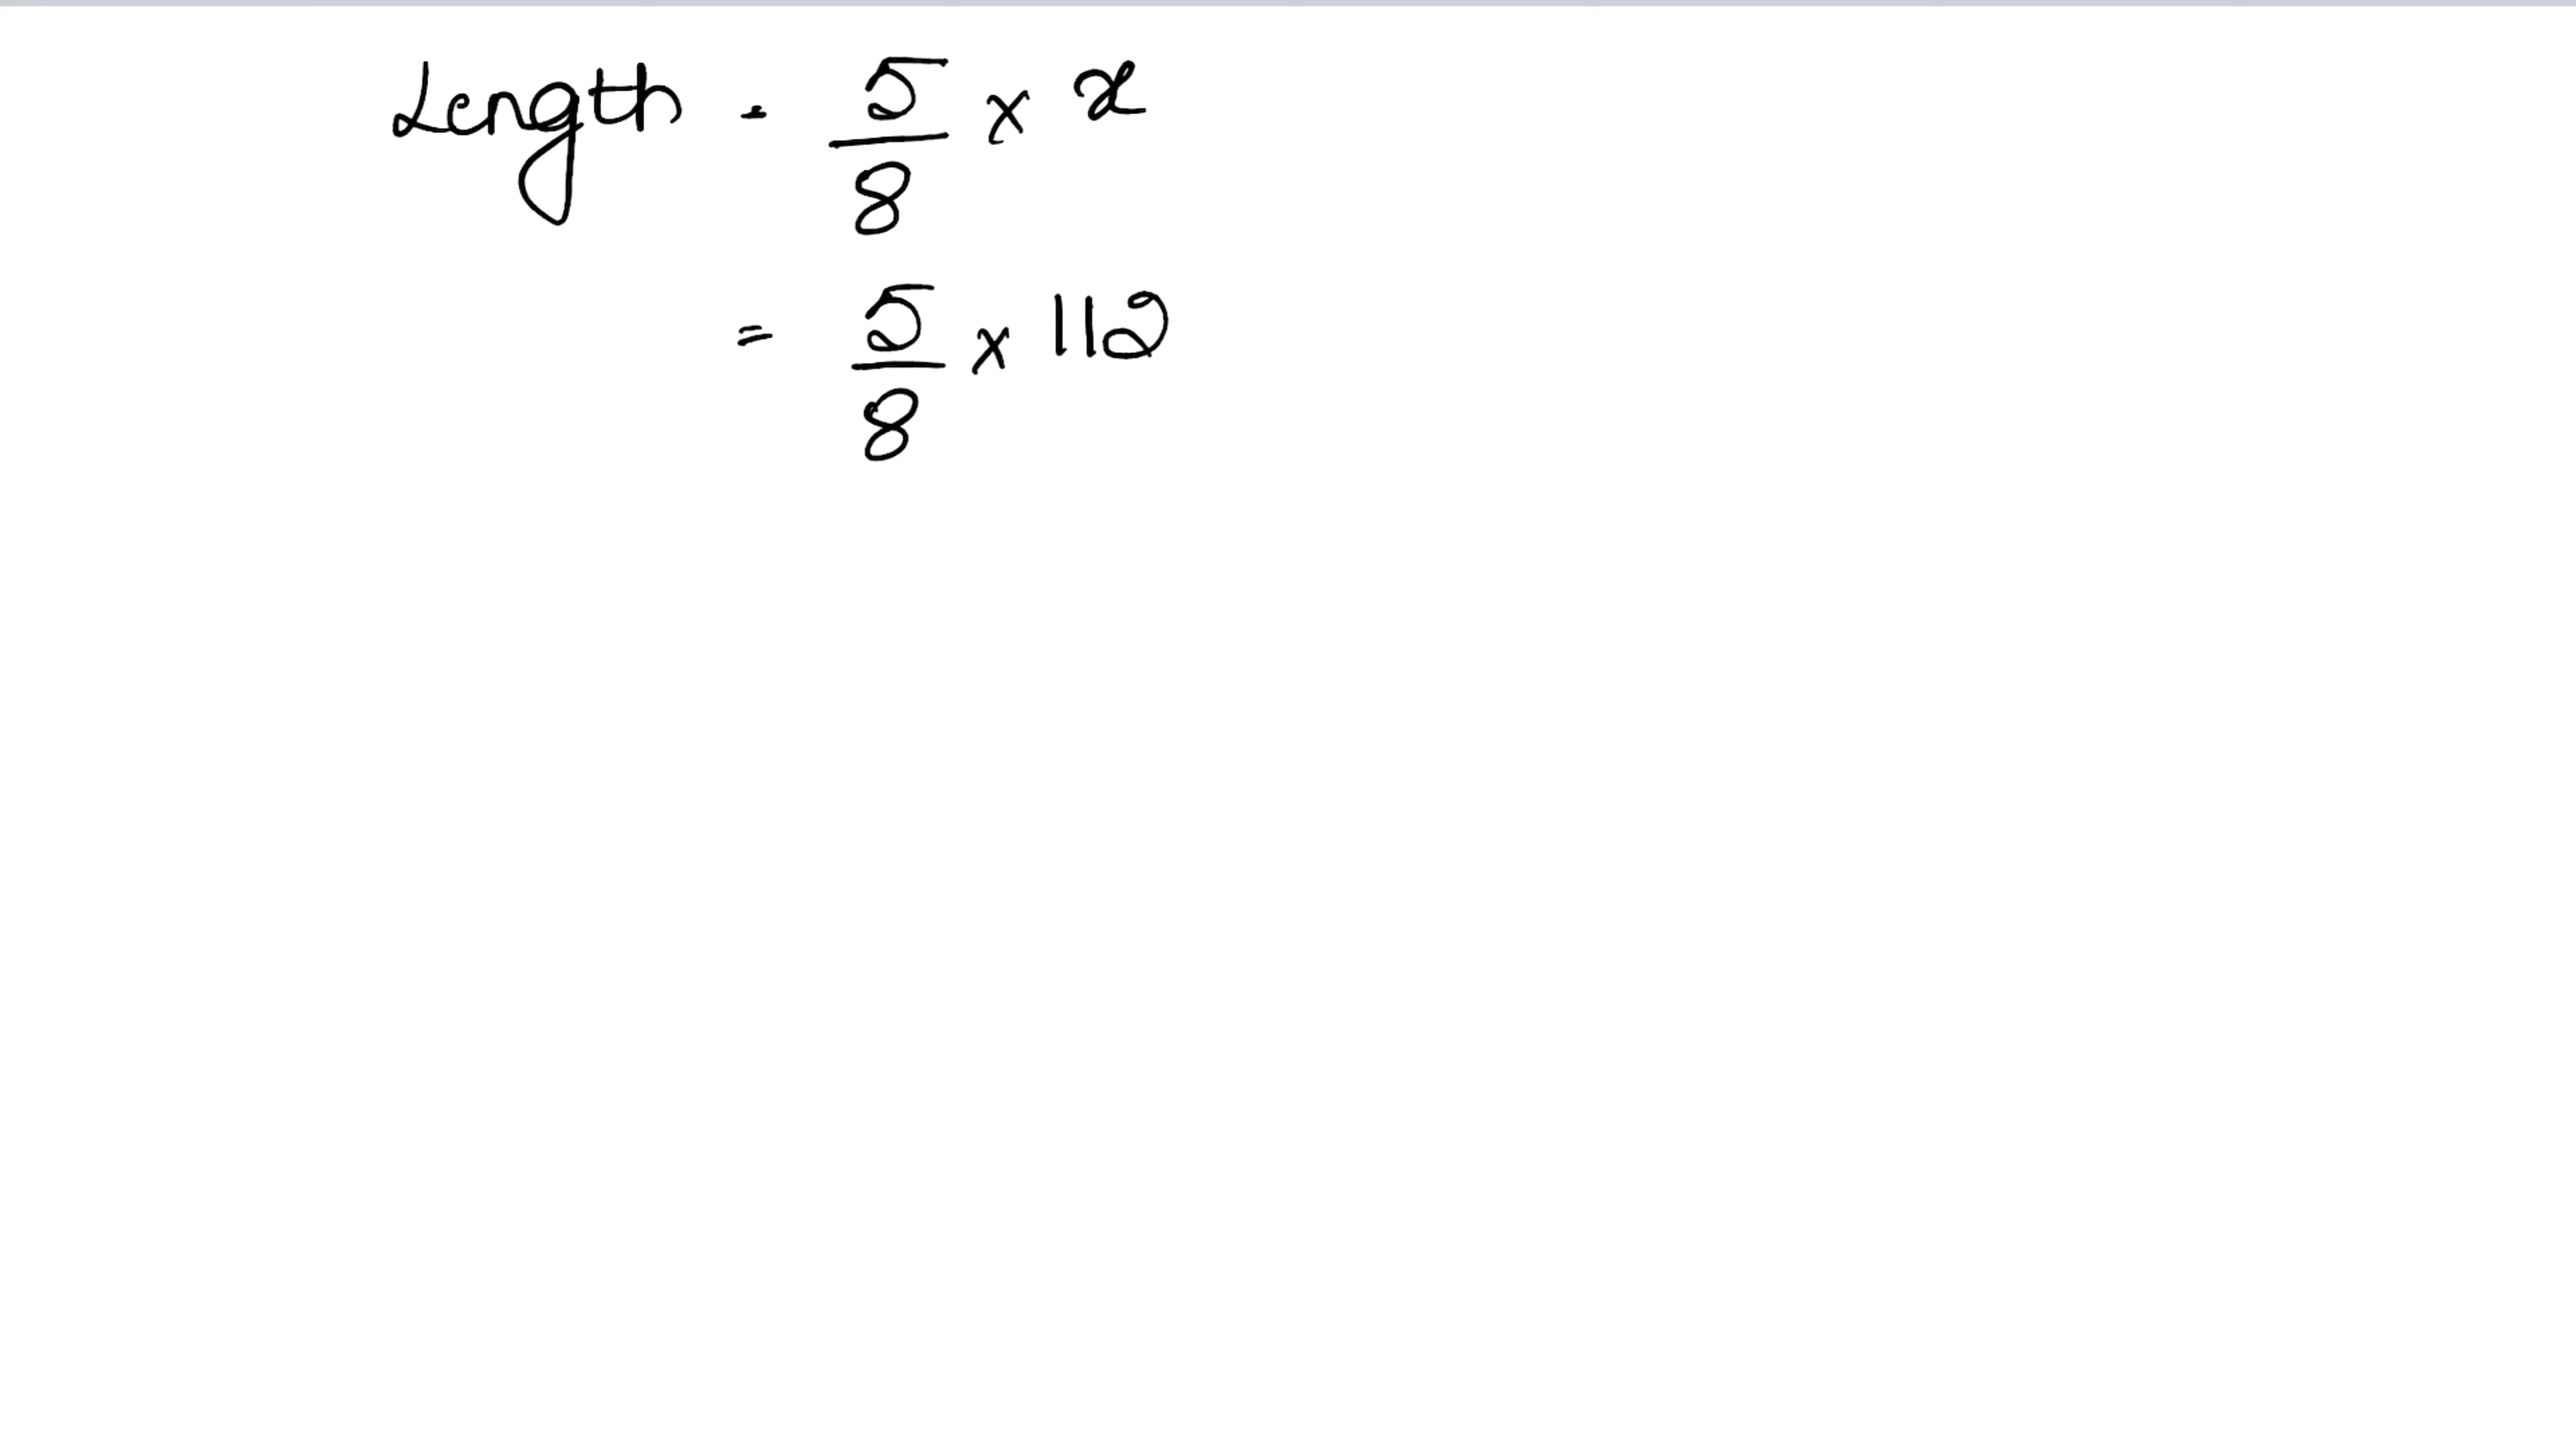 Length = 5/8 × x
= 5/8 × 112